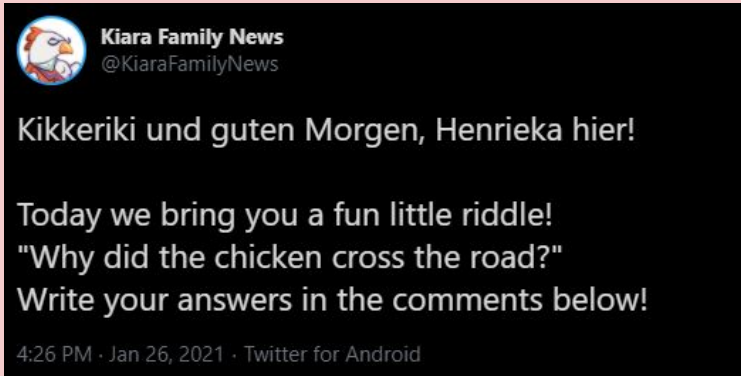 Kiara Family News
@KiaraFamilyNews
Kikkeriki und guten Morgen, Henrieka hier!
Today we bring you a fun little riddle!
"Why did the chicken cross the road?"
Write your answers in the comments below!
4:26 PM · Jan 26, 2021 · Twitter for Android